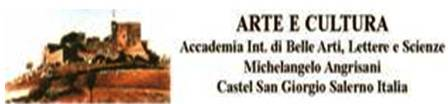 ARTE E CULTURA
Accademia Int. di Belle Arti, Lettere e Scienze
Michelangelo Angrisani
Castel San Giorgio Salerno Italia